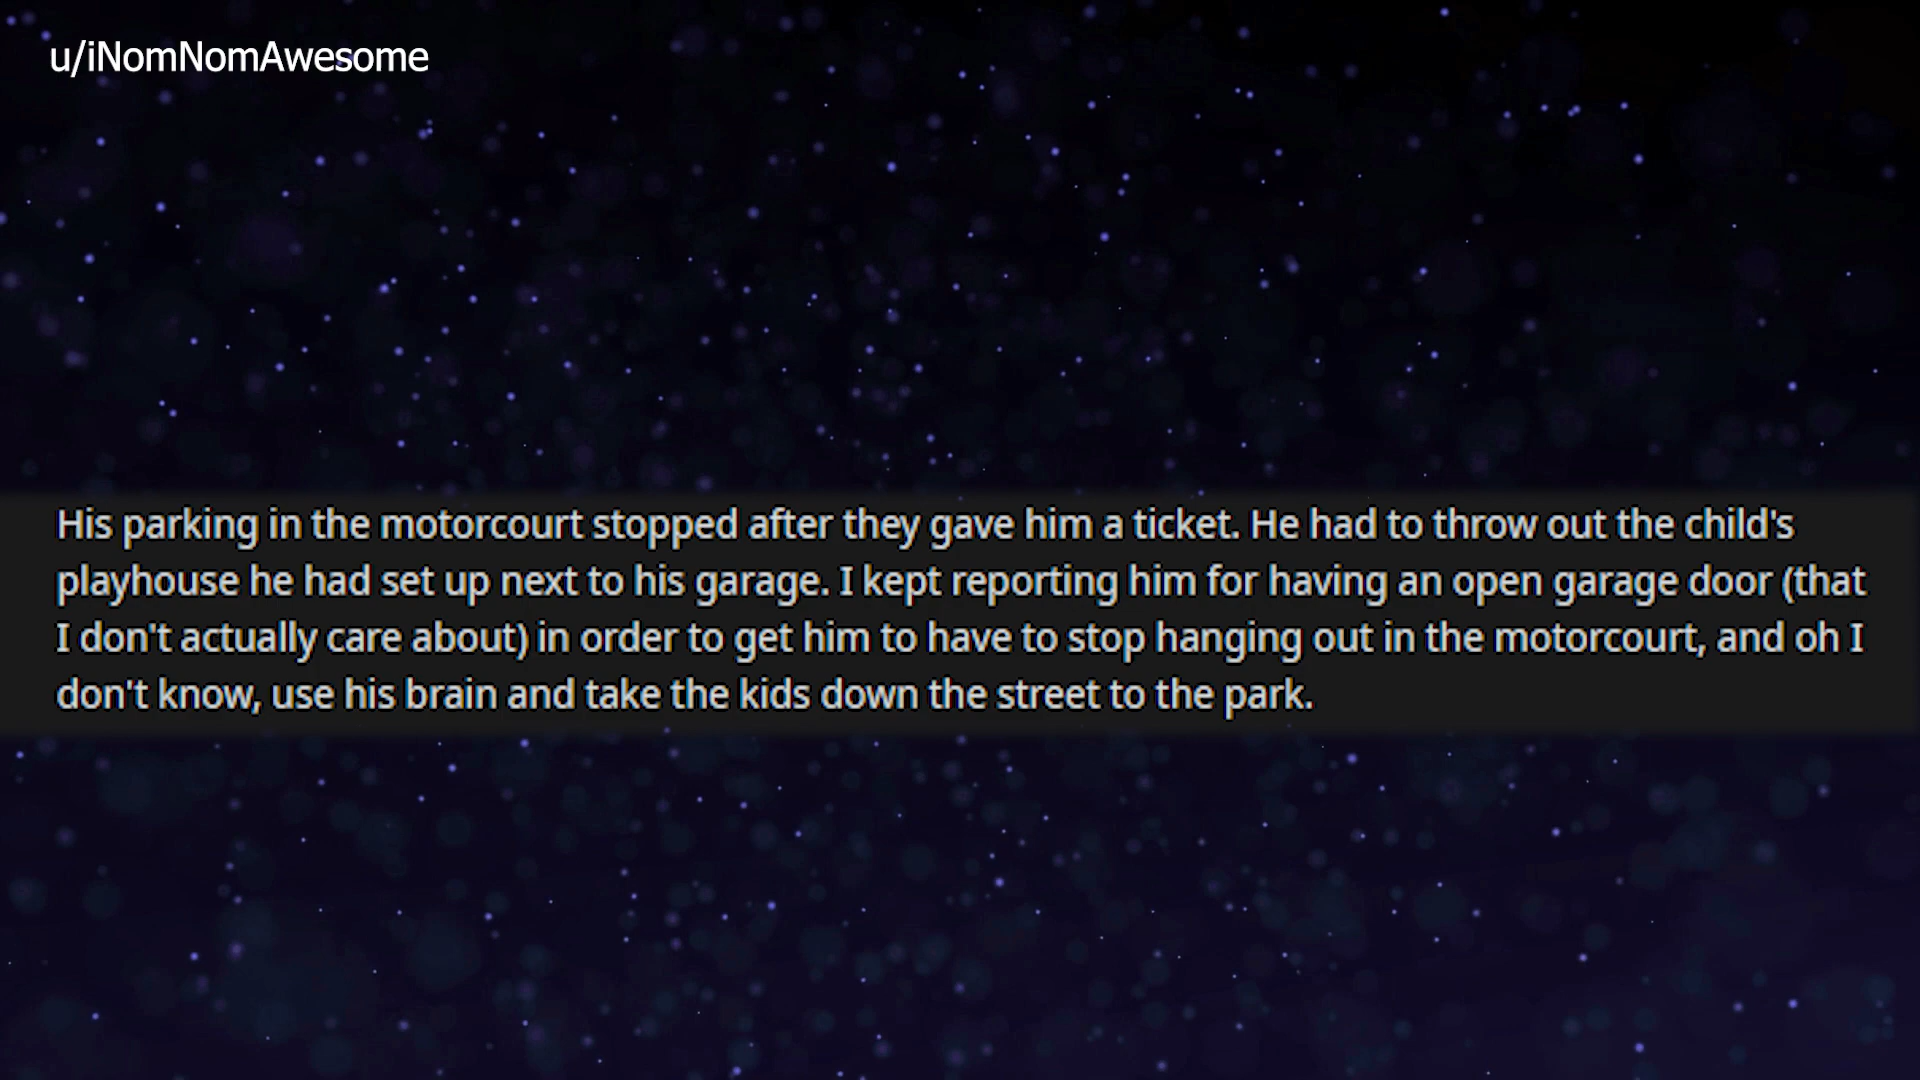 u/iNomNomAwesome
His parking in the motorcourt stopped after they gave him a ticket. He had to throw out the child's
playhouse he had set up next to his garage. I kept reporting him for having an open garage door (that
I don't actually care about) in order to get him to have to stop hanging out in the motorcourt, and oh I
don't know, use his brain and take the kids down the street to the park.